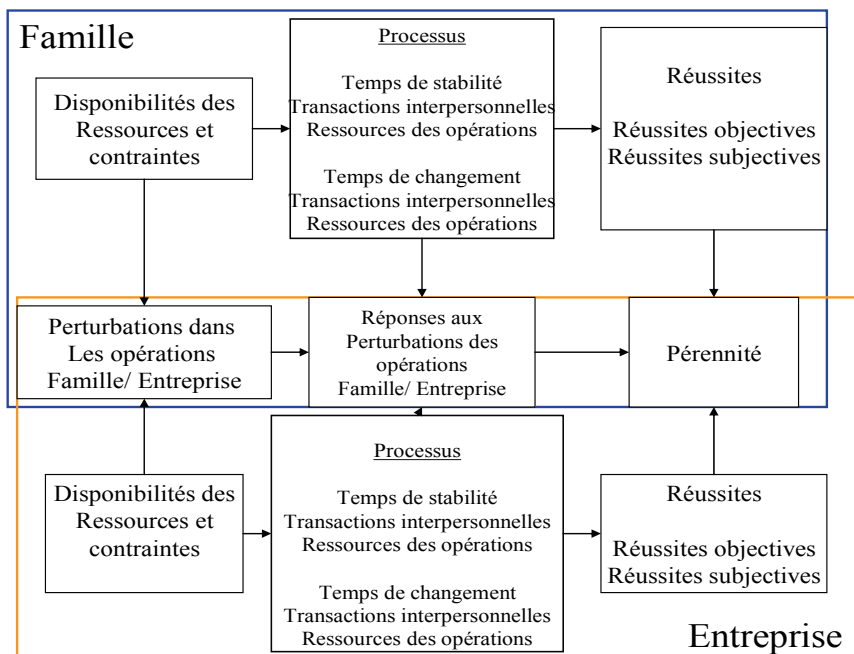 Famille
Disponibilités des
Ressources et
contraintes
Processus
Temps de stabilité
Transactions interpersonnelles
Ressources des opérations
Temps de changement
Transactions interpersonnelles
Ressources des opérations
Réussites
Réussites objectives
Réussites subjectives
Perturbations dans
Les opérations
Famille/ Entreprise
Réponses aux
Perturbations des
opérations
Famille/ Entreprise
Pérennité
Disponibilités des
Ressources et
contraintes
Processus
Temps de stabilité
Transactions interpersonnelles
Ressources des opérations
Temps de changement
Transactions interpersonnelles
Ressources des opérations
Réussites
Réussites objectives
Réussites subjectives
Entreprise